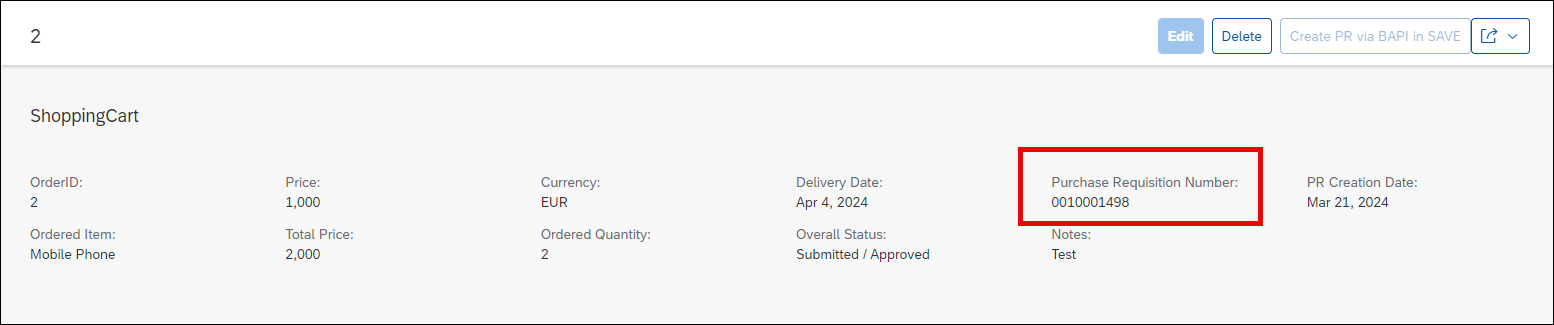 2 Edit Delete Create PR via BAPI in SAVE
ShoppingCart
OrderID: Price: Currency: Delivery Date: Purchase Requisition Number: PR Creation Date:
2 1,000 EUR Apr 4, 2024 0010001498 Mar 21, 2024
Ordered Item: Total Price: Ordered Quantity: Overall Status: Notes:
Mobile Phone 2,000 2 Submitted / Approved Test